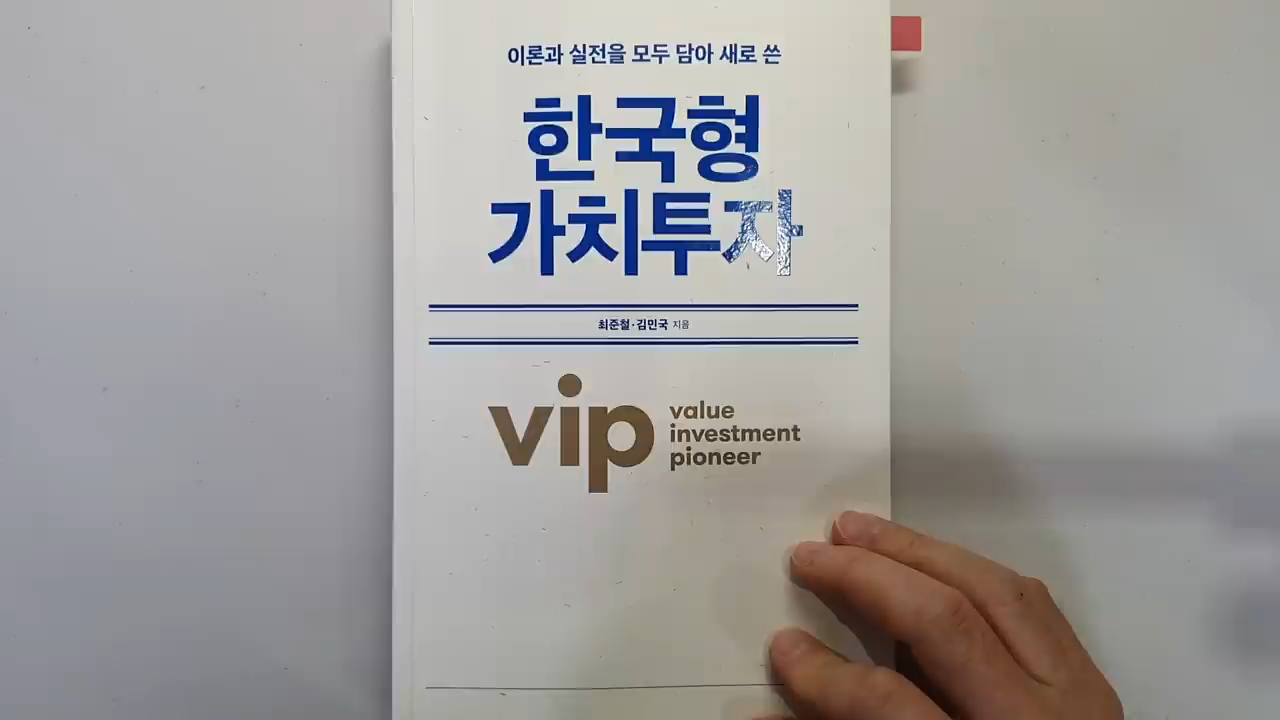 이론과 실전을 모두 담아 새로 쓴
한국형
가치투자
최준철·김민국 지음
vip
value
investment
pioneer